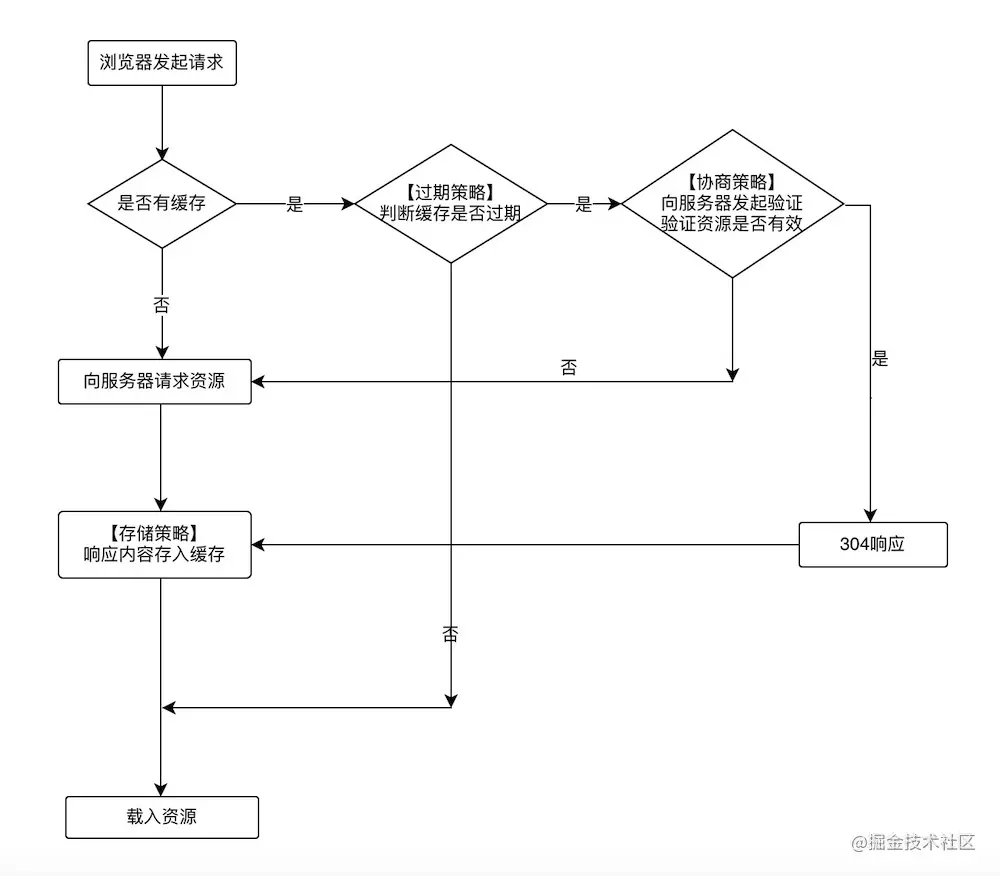 浏览器发起请求
是否有缓存
是
【过期策略】
判断缓存是否过期
是
【协商策略】
向服务器发起验证
验证资源是否有效
否
是
向服务器请求资源
否
【存储策略】
响应内容存入缓存
304响应
否
载入资源
@掘金技术社区